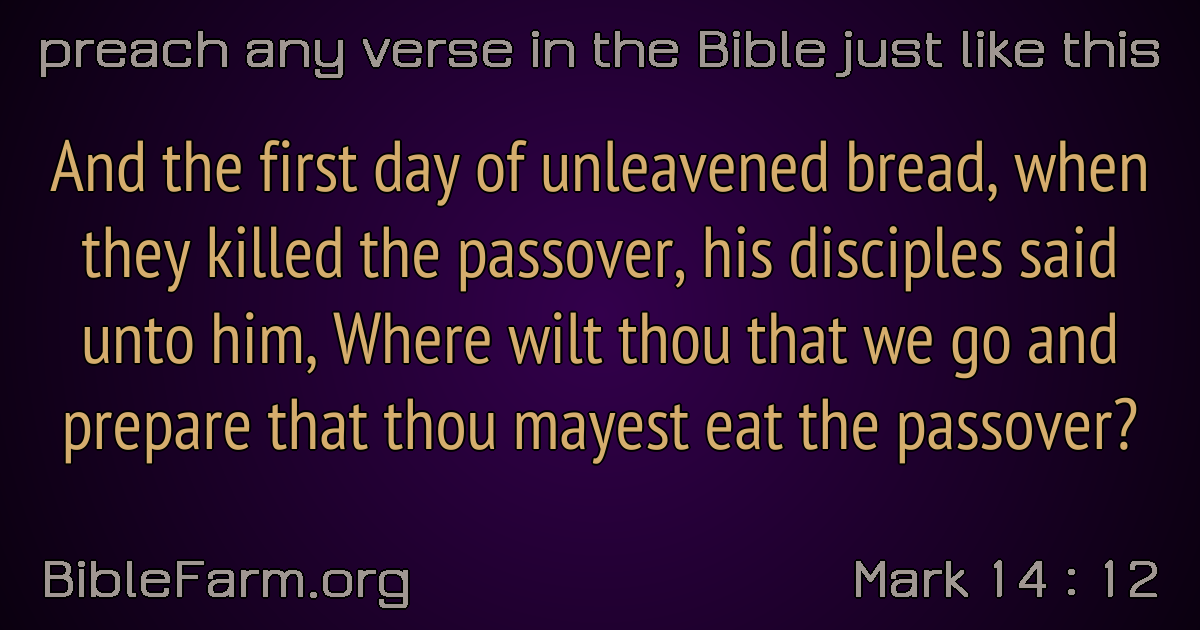 preach any verse in the Bible just like this
And the first day of unleavened bread, when
they killed the passover, his disciples said
unto him, Where wilt thou that we go and
prepare that thou mayest eat the passover?
BibleFarm.org
Mark 14 : 12